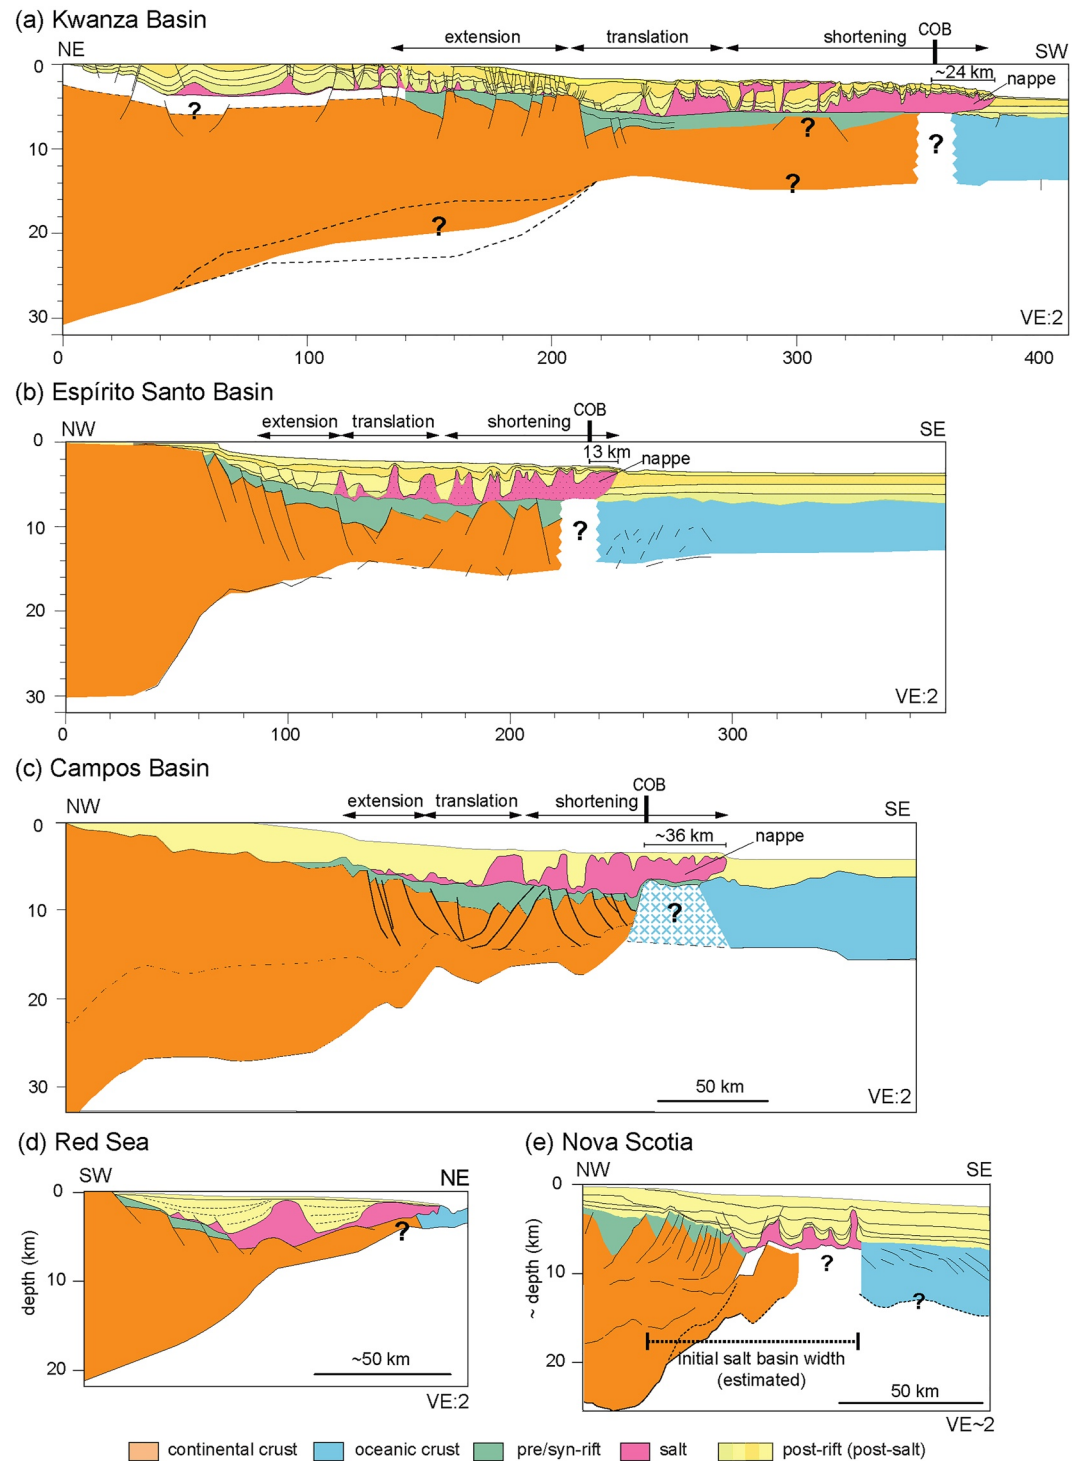 (a) Kwanza Basin
NE
extension
translation
shortening
COB
SW
~24 km
nappe
0
10
20
30
?
?
?
?
?
VE:2
0
100
200
300
400
(b) Espírito Santo Basin
NW
extension
translation
shortening
COB
SE
13 km
nappe
0
10
20
30
?
VE:2
0
100
200
300
(c) Campos Basin
NW
extension
translation
shortening
COB
SE
~36 km
nappe
0
10
20
30
?
50 km
VE:2
(d) Red Sea
SW
NE
0
10
20
depth (km)
?
~50 km
VE:2
(e) Nova Scotia
NW
SE
0
10
20
~ depth (km)
?
?
Initial salt basin width
(estimated)
50 km
VE~2
continental crust
oceanic crust
pre/syn-rift
salt
post-rift (post-salt)